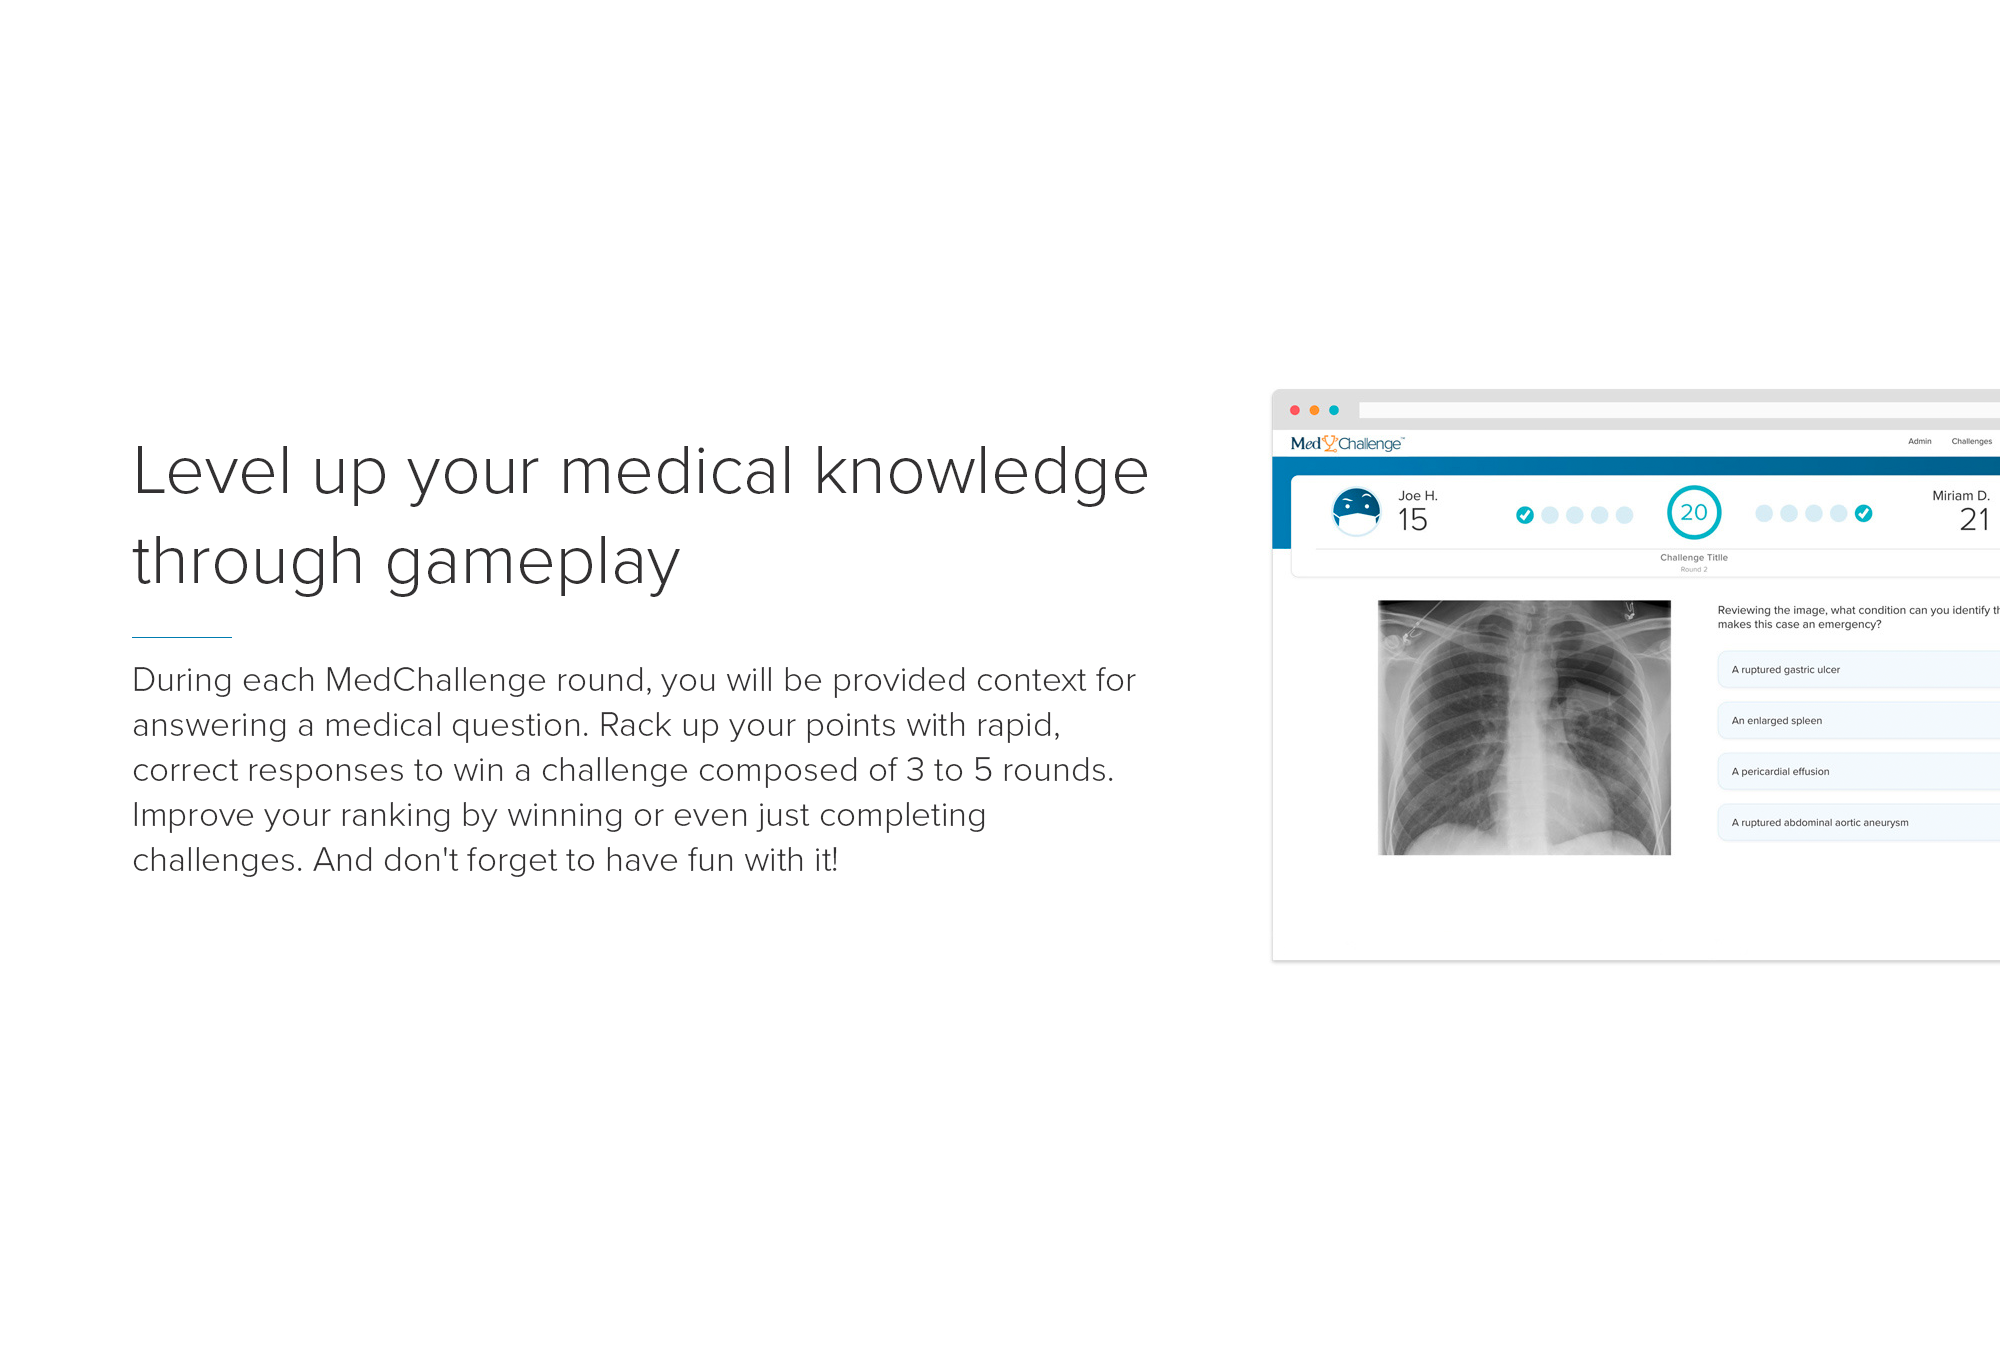 Level up your medical knowledge
through gameplay
During each MedChallenge round, you will be provided context for
answering a medical question. Rack up your points with rapid,
correct responses to win a challenge composed of 3 to 5 rounds.
Improve your ranking by winning or even just completing
challenges. And don't forget to have fun with it!
Med Challenge™
Admin Challenges
Joe H.
15
20
Miriam D.
21
Challenge Title
Round 2
Reviewing the image, what condition can you identify
makes this case an emergency?
A ruptured gastric ulcer
An enlarged spleen
A pericardial effusion
A ruptured abdominal aortic aneurysm